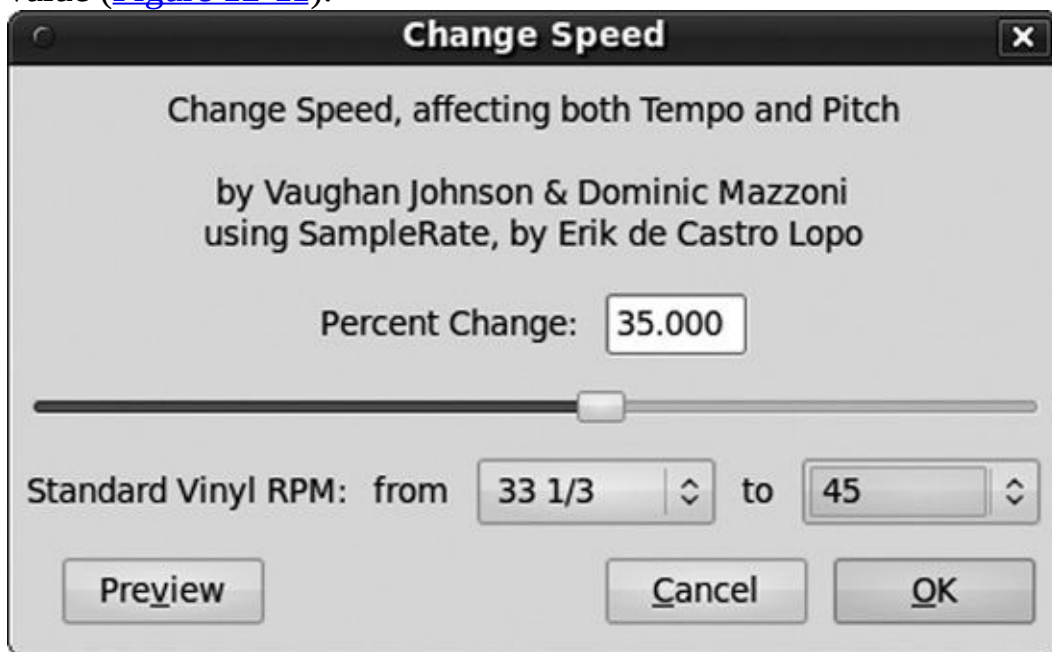 Change Speed
Change Speed, affecting both Tempo and Pitch
by Vaughan Johnson & Dominic Mazzoni
using SampleRate, by Erik de Castro Lopo
Percent Change: 35.000
Standard Vinyl RPM: from 33 1/3 to 45
Preview Cancel OK